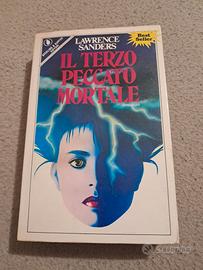 LAWRENCE
SANDERS
Best
Seller
IL TERZO
PECCATO
MORTALE